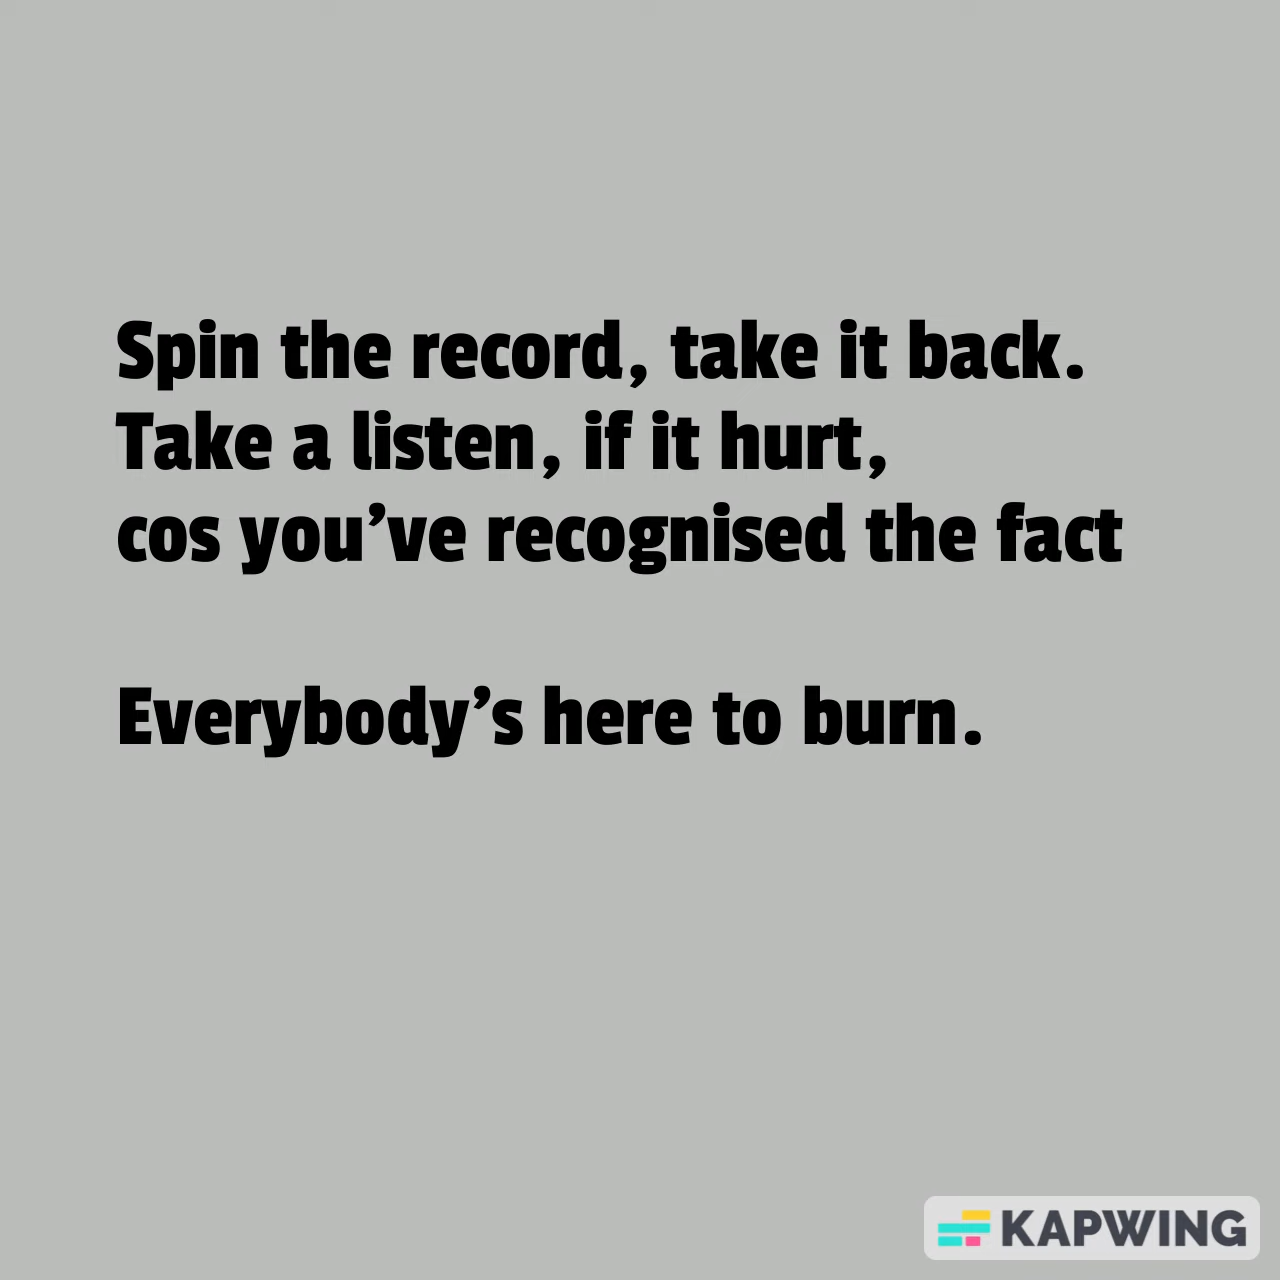 Spin the record, take it back.
Take a listen, if it hurt,
cos you’ve recognised the fact
Everybody’s here to burn.
KAPWING